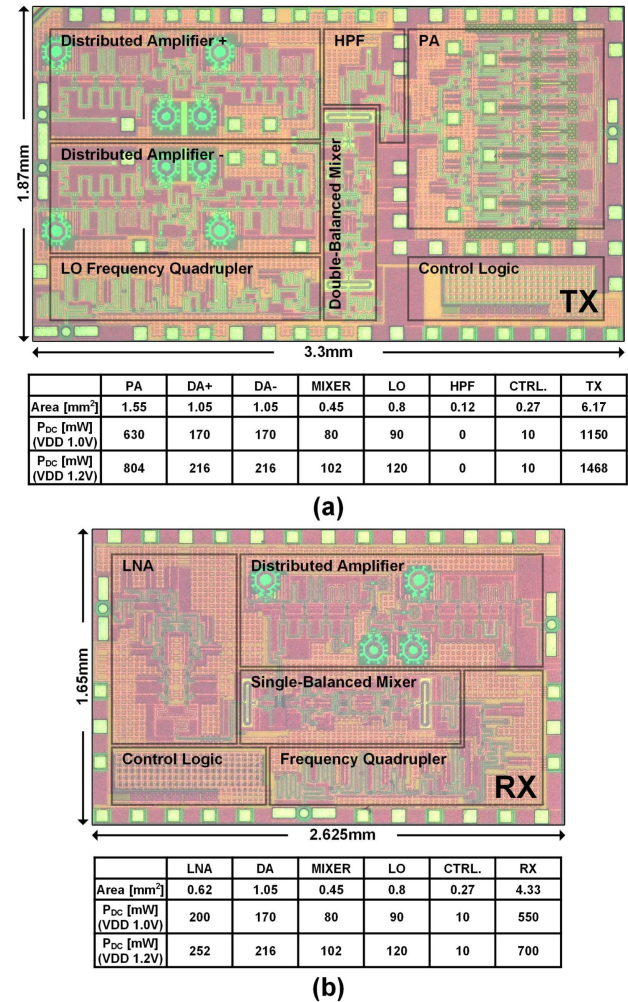 (a)
Distributed Amplifier +
HPF
PA
Distributed Amplifier -
Double-Balanced Mixer
LO Frequency Quadrupler
Control Logic
TX
1.87mm
3.3mm
PA DA+ DA- MIXER LO HPF CTRL. TX
Area [mm²] 1.55 1.05 1.05 0.45 0.8 0.12 0.27 6.17
PDC [mW] (VDD 1.0V) 630 170 170 80 90 0 10 1150
PDC [mW] (VDD 1.2V) 804 216 216 102 120 0 10 1468
(a)
LNA
Distributed Amplifier
Single-Balanced Mixer
Control Logic
Frequency Quadrupler
RX
1.65mm
2.625mm
LNA DA MIXER LO CTRL. RX
Area [mm²] 0.62 1.05 0.45 0.8 0.27 4.33
PDC [mW] (VDD 1.0V) 200 170 80 90 10 550
PDC [mW] (VDD 1.2V) 252 216 102 120 10 700
(b)